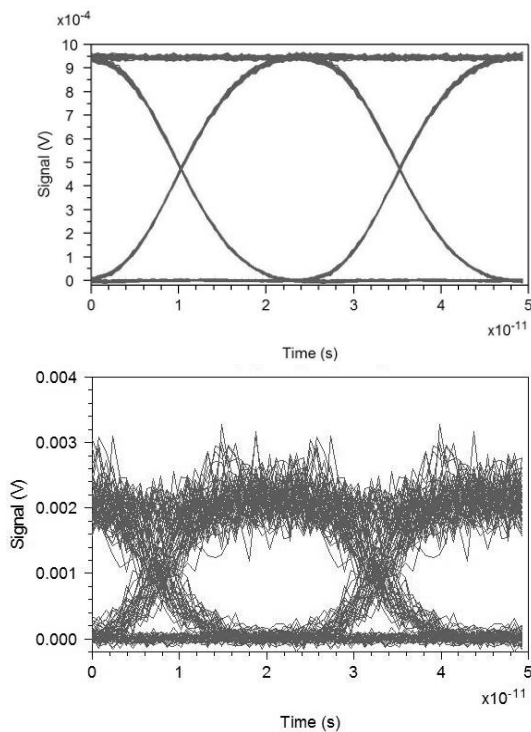 x10⁻⁴
10
9
8
7
6
5
4
3
2
1
0
Signal (V)
0 1 2 3 4 5
x10⁻¹¹
Time (s)
0.004
0.003
0.002
0.001
0.000
Signal (V)
0 1 2 3 4 5
x10⁻¹¹
Time (s)